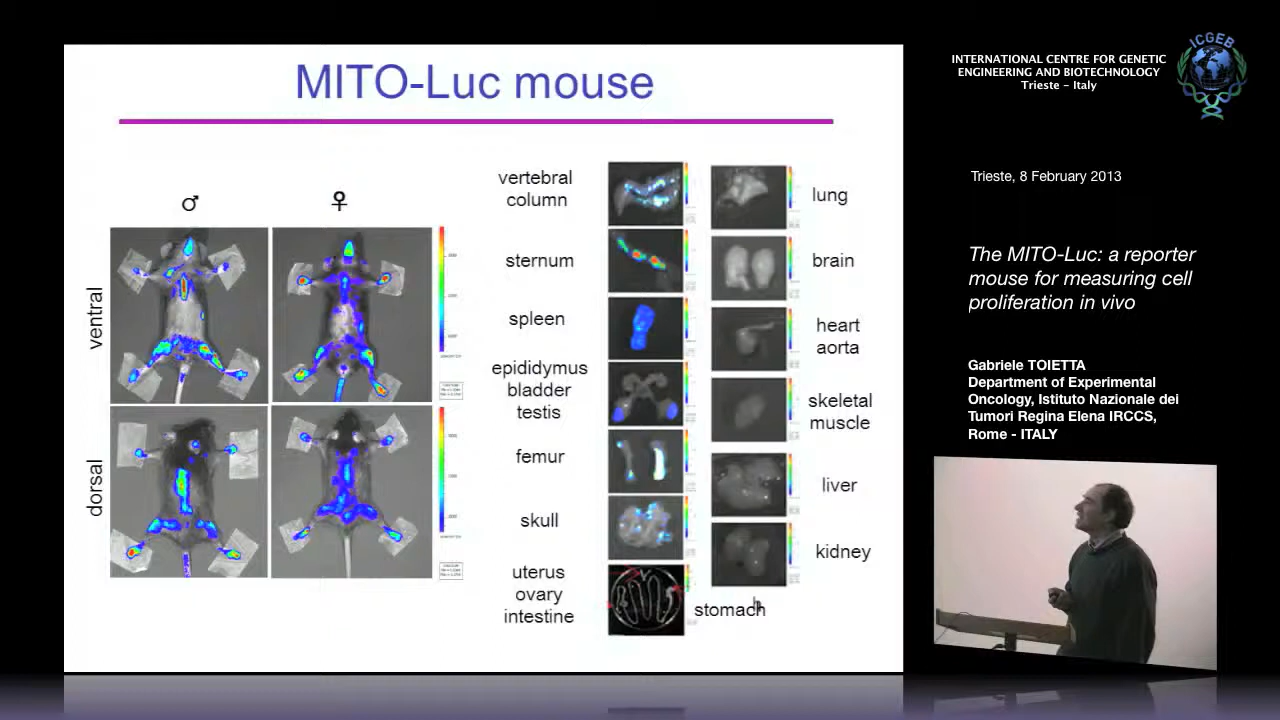 MITO-Luc mouse
♂
♀
ventral
dorsal
vertebral
column
sternum
spleen
epididymus
bladder
testis
femur
skull
uterus
ovary
intestine
lung
brain
heart
aorta
skeletal
muscle
liver
kidney
stomach
INTERNATIONAL CENTRE FOR GENETIC
ENGINEERING AND BIOTECHNOLOGY
Trieste - Italy
ICGEB
Trieste, 8 February 2013
The MITO-Luc: a reporter
mouse for measuring cell
proliferation in vivo
Gabriele TOIETTA
Department of Experimental
Oncology, Istituto Nazionale dei
Tumori Regina Elena IRCCS,
Rome - ITALY